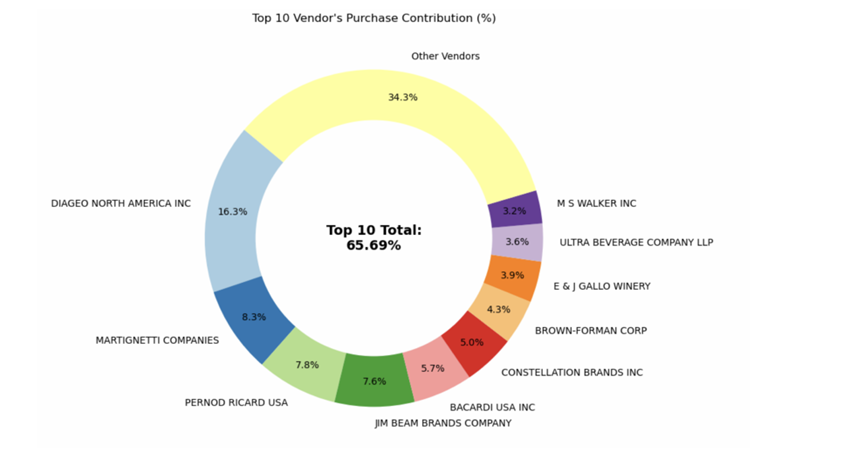 Top 10 Vendor's Purchase Contribution (%)
Other Vendors
34.3%
DIAGEO NORTH AMERICA INC
16.3%
M S WALKER INC
3.2%
ULTRA BEVERAGE COMPANY LLP
3.6%
Top 10 Total:
65.69%
E & J GALLO WINERY
3.9%
BROWN-FORMAN CORP
4.3%
MARTIGNETTI COMPANIES
8.3%
CONSTELLATION BRANDS INC
5.0%
PERNOD RICARD USA
7.8%
JIM BEAM BRANDS COMPANY
7.6%
BACARDI USA INC
5.7%